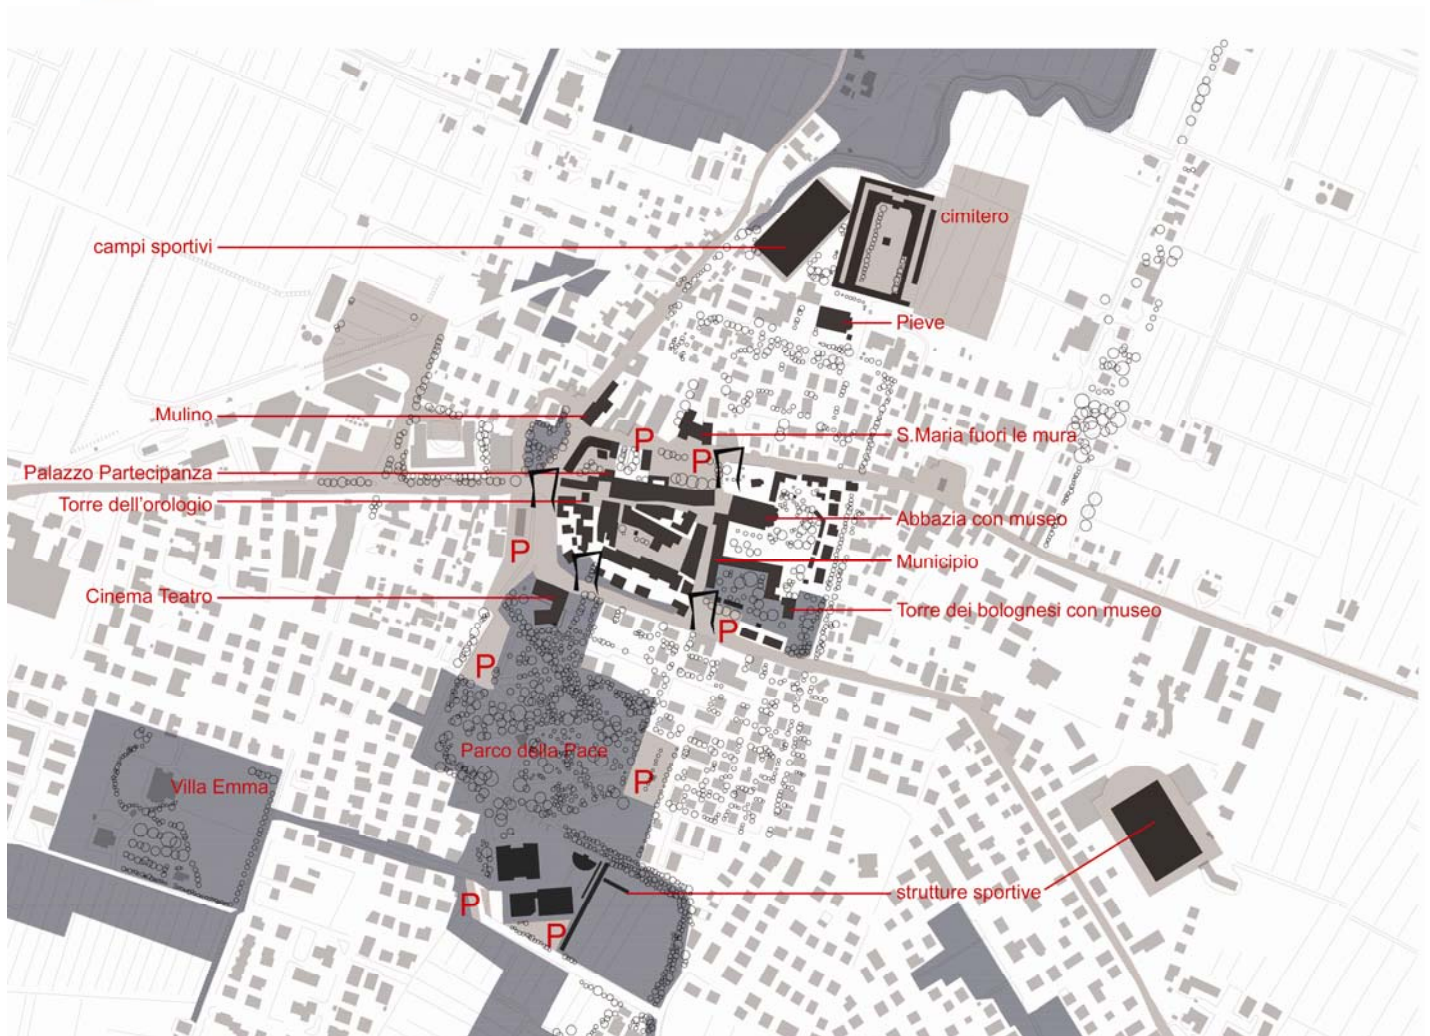 cimitero
campi sportivi
Pieve
Mulino
S.Maria fuori le mura
P
P
Palazzo Partecipanza
Torre dell'orologio
Abbazia con museo
P
Municipio
Cinema Teatro
Torre dei bolognesi con museo
P
P
Parco della Pace
P
Villa Emma
strutture sportive
P
P